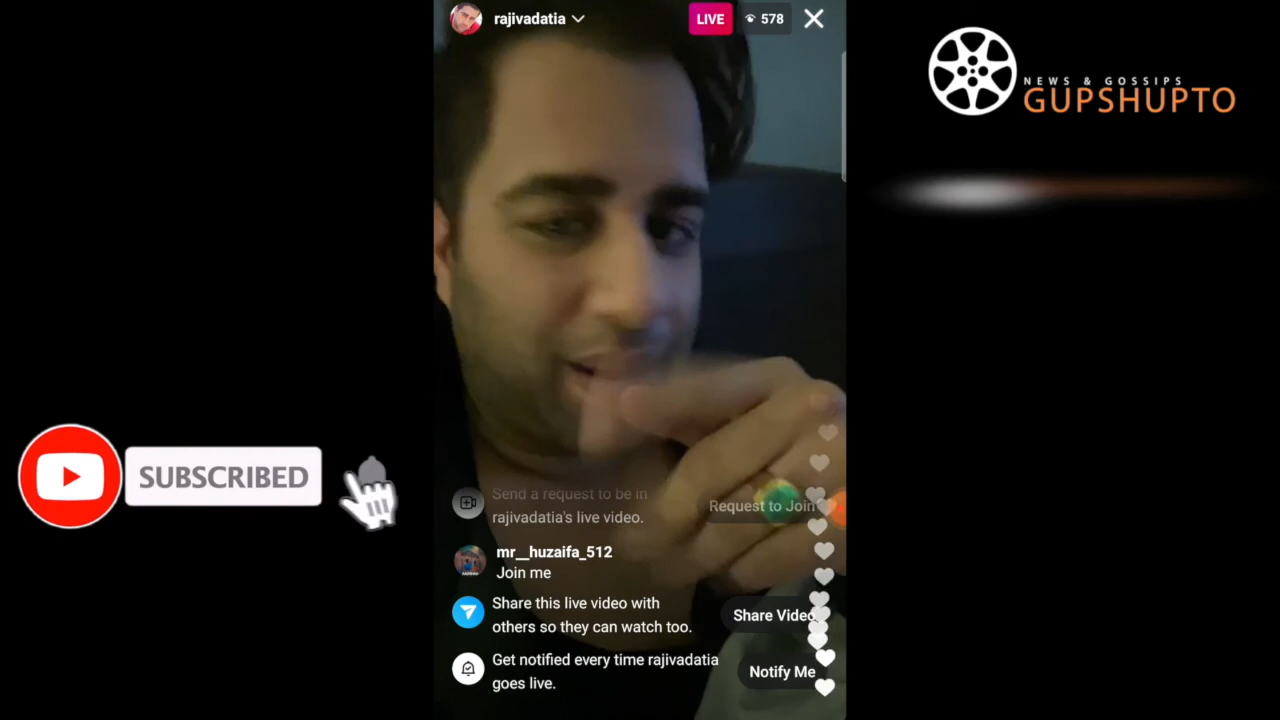 rajivadatia
LIVE
578
NEWS & GOSSIPS
GUPSHUPTO
SUBSCRIBED
Send a request to be in
rajivadatia's live video.
Request to Join
mr__huzaifa_512
Join me
Share this live video with
others so they can watch too.
Share Video
Get notified every time rajivadatia
goes live.
Notify Me